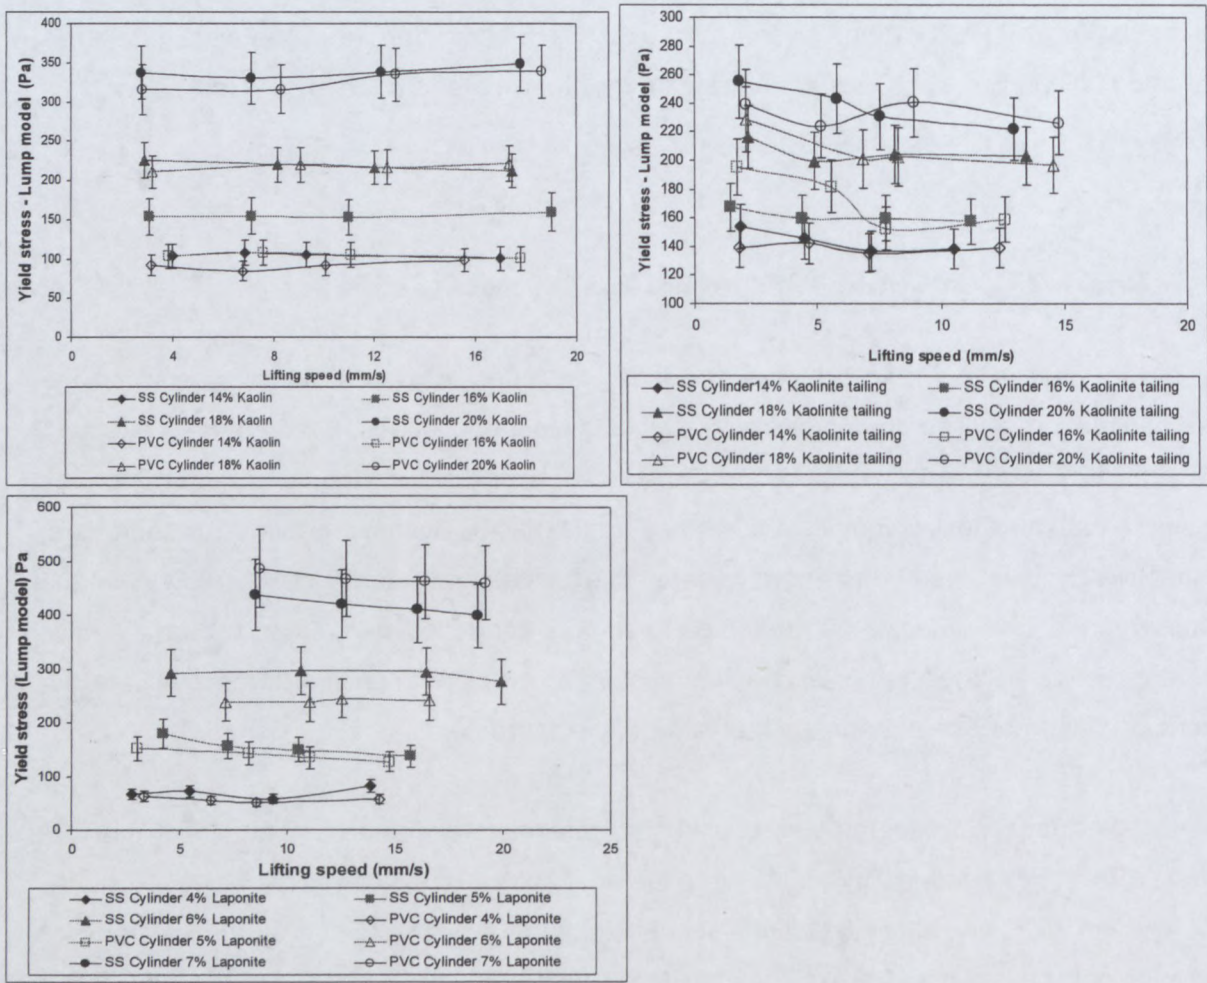 Yield stress - Lump model (Pa)
400
350
300
250
200
150
100
50
0
0 4 8 12 16 20
Lifting speed (mm/s)
SS Cylinder 14% Kaolin SS Cylinder 16% Kaolin
SS Cylinder 18% Kaolin SS Cylinder 20% Kaolin
PVC Cylinder 14% Kaolin PVC Cylinder 16% Kaolin
PVC Cylinder 18% Kaolin PVC Cylinder 20% Kaolin
Yield stress - Lump model (Pa)
300
280
260
240
220
200
180
160
140
120
100
0 5 10 15 20
Lifting speed (mm/s)
SS Cylinder14% Kaolinite tailing SS Cylinder 16% Kaolinite tailing
SS Cylinder 18% Kaolinite tailing SS Cylinder 20% Kaolinite tailing
PVC Cylinder 14% Kaolinite tailing PVC Cylinder 16% Kaolinite tailing
PVC Cylinder 18% Kaolinite tailing PVC Cylinder 20% Kaolinite tailing
Yield stress (Lump model) Pa
600
500
400
300
200
100
0
0 5 10 15 20 25
Lifting speed (mm/s)
SS Cylinder 4% Laponite SS Cylinder 5% Laponite
SS Cylinder 6% Laponite PVC Cylinder 4% Laponite
PVC Cylinder 5% Laponite PVC Cylinder 6% Laponite
SS Cylinder 7% Laponite PVC Cylinder 7% Laponite